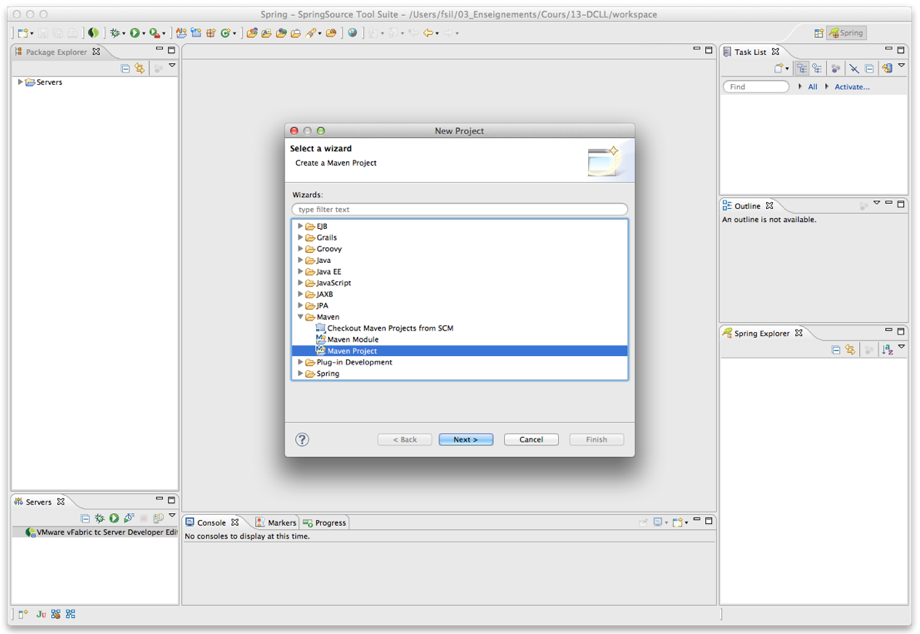 Spring - SpringSource Tool Suite - /Users/fsil/03_Enseignements/Cours/13-DCLL/workspace
Spring
Package Explorer
Servers
Task List
Find
All
Activate...
Outline
An outline is not available.
Spring Explorer
New Project
Select a wizard
Create a Maven Project
Wizards:
type filter text
EJB
Grails
Groovy
Java
Java EE
JavaScript
JAXB
JPA
Maven
Checkout Maven Projects from SCM
Maven Module
Maven Project
Plug-in Development
Spring
?
< Back
Next >
Cancel
Finish
Servers
VMware vFabric tc Server Developer Edi
Console
Markers
Progress
No consoles to display at this time.